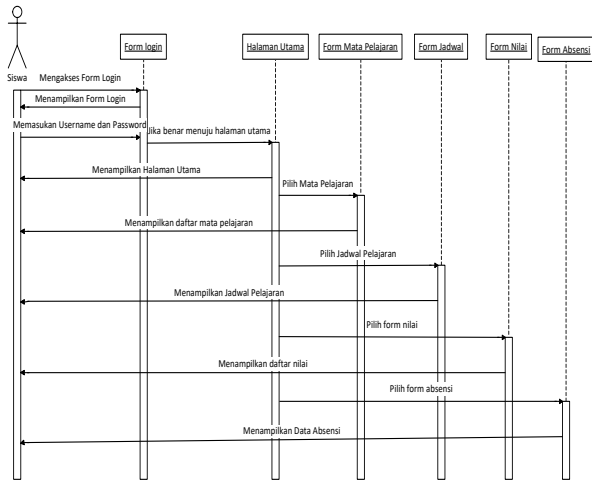 Form login
Halaman Utama
Form Mata Pelajaran
Form Jadwal
Form Nilai
Form Absensi
Siswa
Mengakses Form Login
Menampilkan Form Login
Memasukan Username dan Password
Jika benar menuju halaman utama
Menampilkan Halaman Utama
Pilih Mata Pelajaran
Menampilkan daftar mata pelajaran
Pilih Jadwal Pelajaran
Menampilkan Jadwal Pelajaran
Pilih form nilai
Menampilkan daftar nilai
Pilih form absensi
Menampilkan Data Absensi